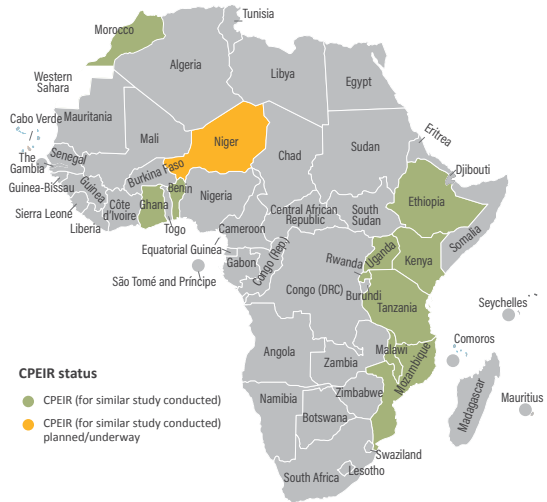 Morocco
Tunisia
Algeria
Libya
Egypt
Western
Sahara
Cabo Verde
Mauritania
Mali
Niger
Chad
Sudan
Eritrea
The
Gambia
Senegal
Burkina Faso
Djibouti
Guinea-Bissau
Guinea
Benin
Nigeria
Ethiopia
Sierra Leone
Côte
d'Ivoire
Ghana
Central African
Republic
South
Sudan
Somalia
Liberia
Togo
Cameroon
Equatorial Guinea
Gabon
Congo (Rep.)
Uganda
Kenya
Rwanda
São Tomé and Príncipe
Congo (DRC)
Burundi
Tanzania
Seychelles
Comoros
Angola
Malawi
Zambia
Mozambique
Zimbabwe
Madagascar
Mauritius
Namibia
Botswana
Swaziland
Lesotho
South Africa
CPEIR status
CPEIR (for similar study conducted)
CPEIR (for similar study conducted)
planned/underway